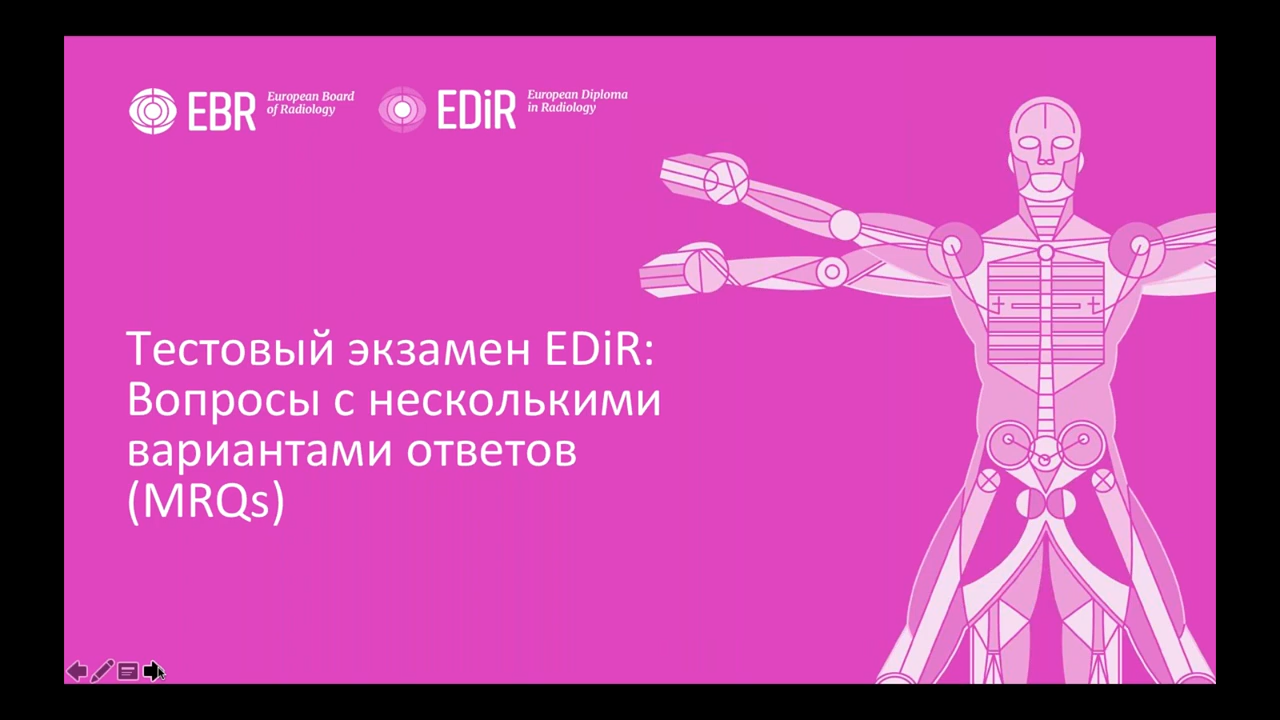 EBR
European Board
of Radiology
EDiR
European Diploma
in Radiology
Тестовый экзамен EDiR:
Вопросы с несколькими
вариантами ответов
(MRQs)